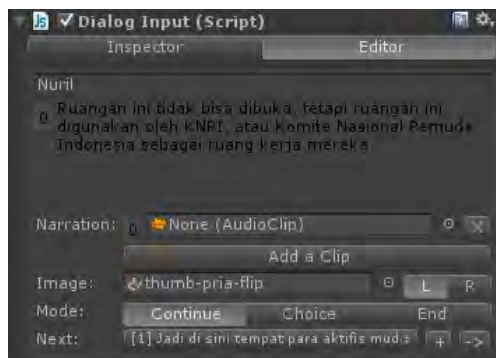 Js Dialog Input (Script)
Inspector Editor
Nuril
0 Ruangan ini tidak bisa dibuka, tetapi ruangan ini
digunakan oleh KNPI, atau Komite Nasional Pemuda
Indonesia sebagai ruang kerja mereka
Narration: 0 None (AudioClip)
Add a Clip
Image: thumb-pria-flip L R
Mode: Continue Choice End
Next: [1] Jadi di sini tempat para aktifis muda + ->